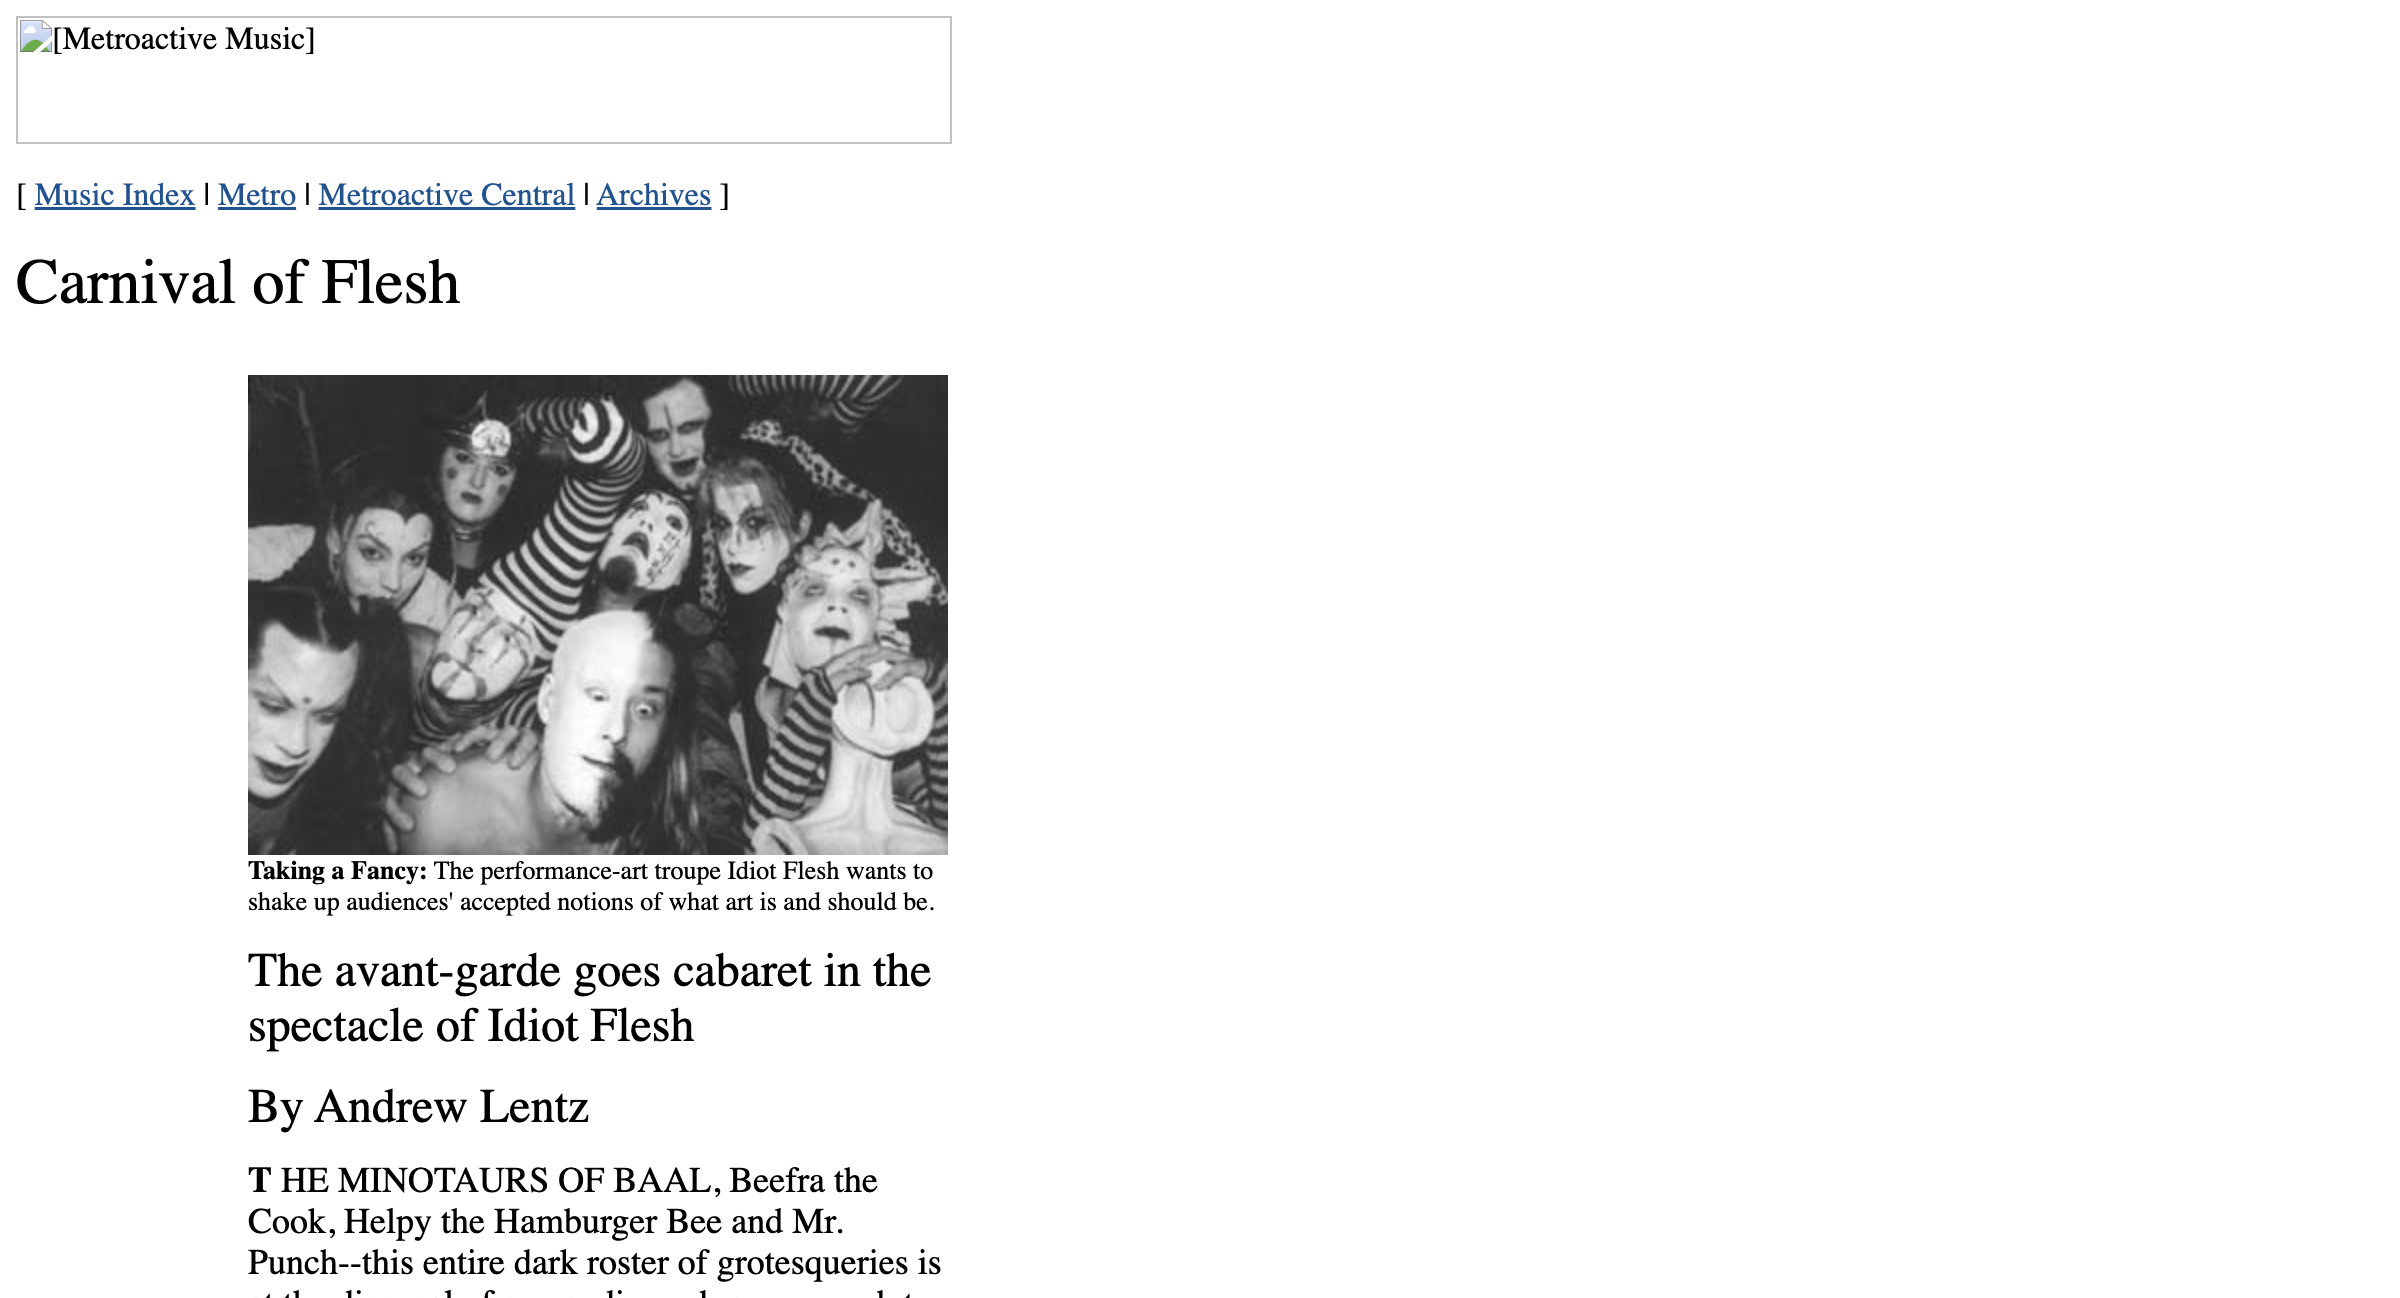 [Metroactive Music]
[ Music Index | Metro | Metroactive Central | Archives ]
Carnival of Flesh
Taking a Fancy: The performance-art troupe Idiot Flesh wants to
shake up audiences' accepted notions of what art is and should be.
The avant-garde goes cabaret in the
spectacle of Idiot Flesh
By Andrew Lentz
T HE MINOTAURS OF BAAL, Beefra the
Cook, Helpy the Hamburger Bee and Mr.
Punch--this entire dark roster of grotesqueries is